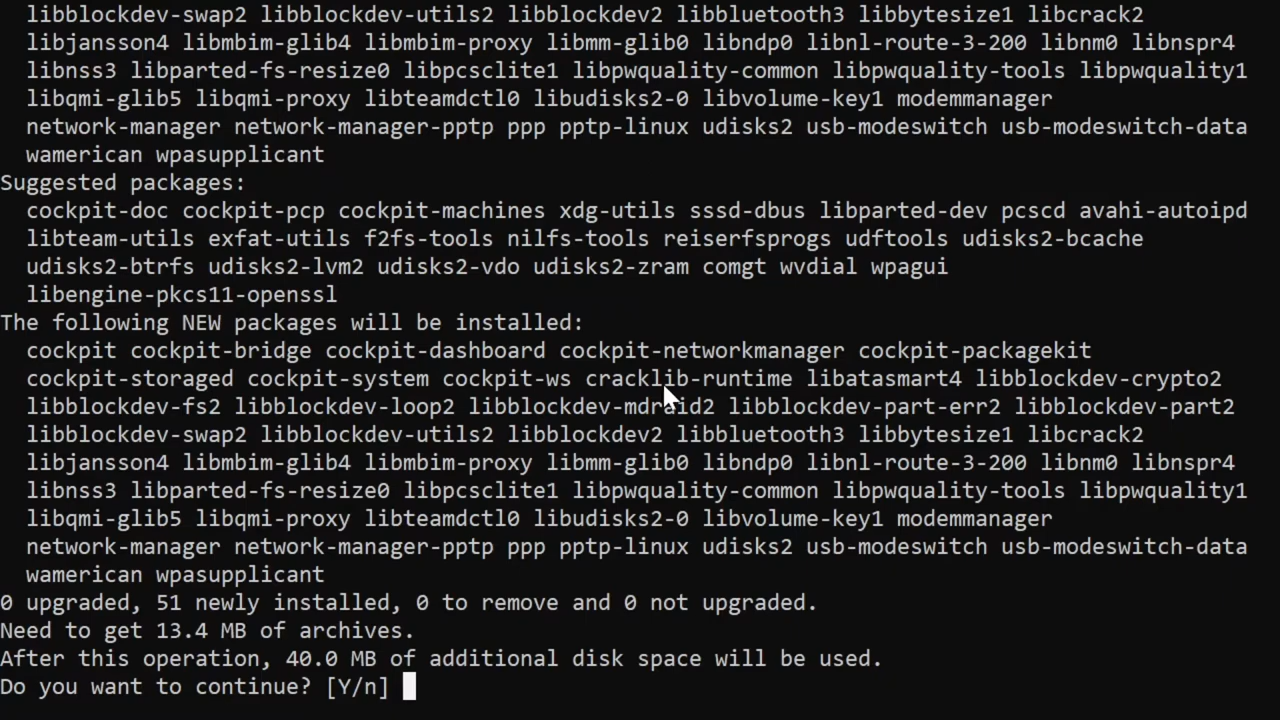 libblockdev-swap2 libblockdev-utils2 libblockdev2 libbluetooth3 libbytesize1 libcrack2
libjansson4 libmbim-glib4 libmbim-proxy libmm-glib0 libndp0 libnl-route-3-200 libnm0 libnspr4
libnss3 libparted-fs-resize0 libpcsclite1 libpwquality-common libpwquality-tools libpwquality1
libqmi-glib5 libqmi-proxy libteamdctl0 libudisks2-0 libvolume-key1 modemmanager
network-manager network-manager-pptp ppp pptp-linux udisks2 usb-modeswitch usb-modeswitch-data
wamerican wpasupplicant
Suggested packages:
cockpit-doc cockpit-pcp cockpit-machines xdg-utils sssd-dbus libparted-dev pcscd avahi-autoipd
libteam-utils exfat-utils f2fs-tools nilfs-tools reiserfsprogs udftools udisks2-bcache
udisks2-btrfs udisks2-lvm2 udisks2-vdo udisks2-zram comgt wvdial wpagui
libengine-pkcs11-openssl
The following NEW packages will be installed:
cockpit cockpit-bridge cockpit-dashboard cockpit-networkmanager cockpit-packagekit
cockpit-storaged cockpit-system cockpit-ws cracklib-runtime libatasmart4 libblockdev-crypto2
libblockdev-fs2 libblockdev-loop2 libblockdev-mdraid2 libblockdev-part-err2 libblockdev-part2
libblockdev-swap2 libblockdev-utils2 libblockdev2 libbluetooth3 libbytesize1 libcrack2
libjansson4 libmbim-glib4 libmbim-proxy libmm-glib0 libndp0 libnl-route-3-200 libnm0 libnspr4
libnss3 libparted-fs-resize0 libpcsclite1 libpwquality-common libpwquality-tools libpwquality1
libqmi-glib5 libqmi-proxy libteamdctl0 libudisks2-0 libvolume-key1 modemmanager
network-manager network-manager-pptp ppp pptp-linux udisks2 usb-modeswitch usb-modeswitch-data
wamerican wpasupplicant
0 upgraded, 51 newly installed, 0 to remove and 0 not upgraded.
Need to get 13.4 MB of archives.
After this operation, 40.0 MB of additional disk space will be used.
Do you want to continue? [Y/n]